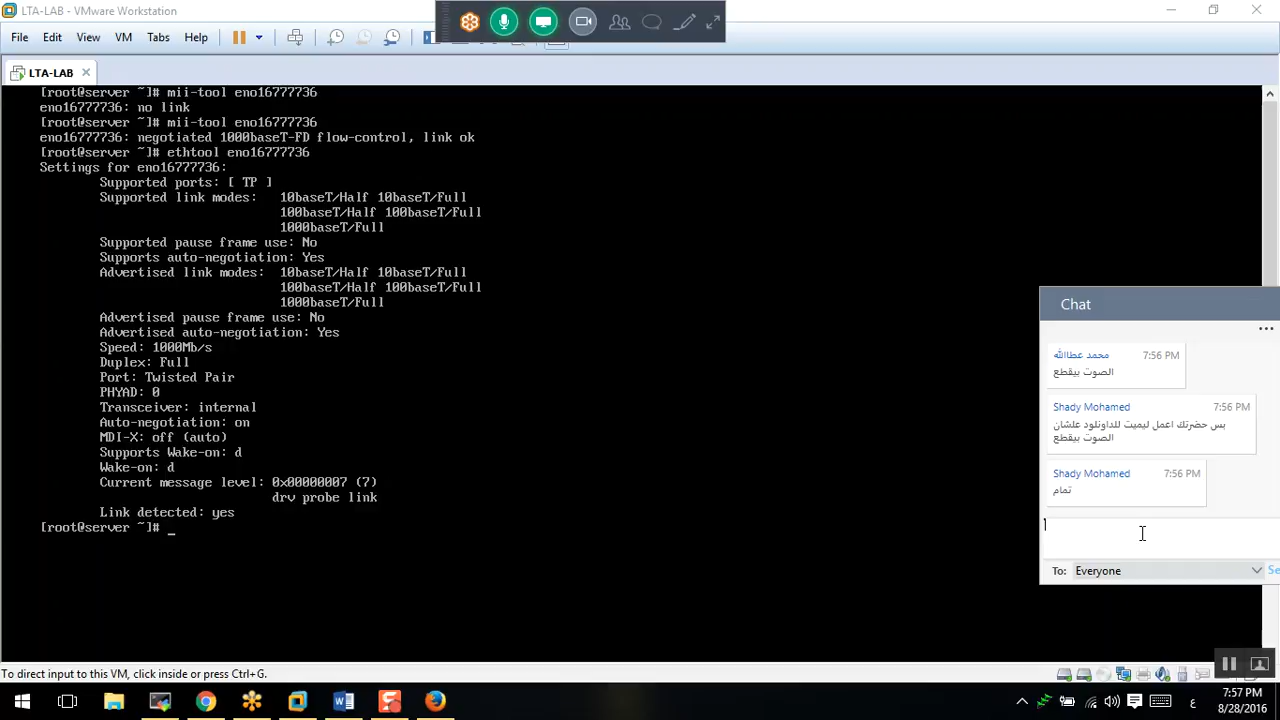 LTA-LAB - VMware Workstation
File Edit View VM Tabs Help
LTA-LAB
[root@server ~]# mii-tool eno16777736
eno16777736: no link
[root@server ~]# mii-tool eno16777736
eno16777736: negotiated 1000baseT-FD flow-control, link ok
[root@server ~]# ethtool eno16777736
Settings for eno16777736:
Supported ports: [ TP ]
Supported link modes: 10baseT/Half 10baseT/Full
100baseT/Half 100baseT/Full
1000baseT/Full
Supported pause frame use: No
Supports auto-negotiation: Yes
Advertised link modes: 10baseT/Half 10baseT/Full
100baseT/Half 100baseT/Full
1000baseT/Full
Advertised pause frame use: No
Advertised auto-negotiation: Yes
Speed: 1000Mb/s
Duplex: Full
Port: Twisted Pair
PHYAD: 0
Transceiver: internal
Auto-negotiation: on
MDI-X: off (auto)
Supports Wake-on: d
Wake-on: d
Current message level: 0x00000007 (7)
drv probe link
Link detected: yes
[root@server ~]# _
Chat
محمد عطاالله 7:56 PM
الصوت بيقطع
Shady Mohamed 7:56 PM
بس حضرتك اعمل ليميت للداونلود علشان
الصوت بيقطع
Shady Mohamed 7:56 PM
تمام
To: Everyone Se
To direct input to this VM, click inside or press Ctrl+G.
ع
7:57 PM
8/28/2016